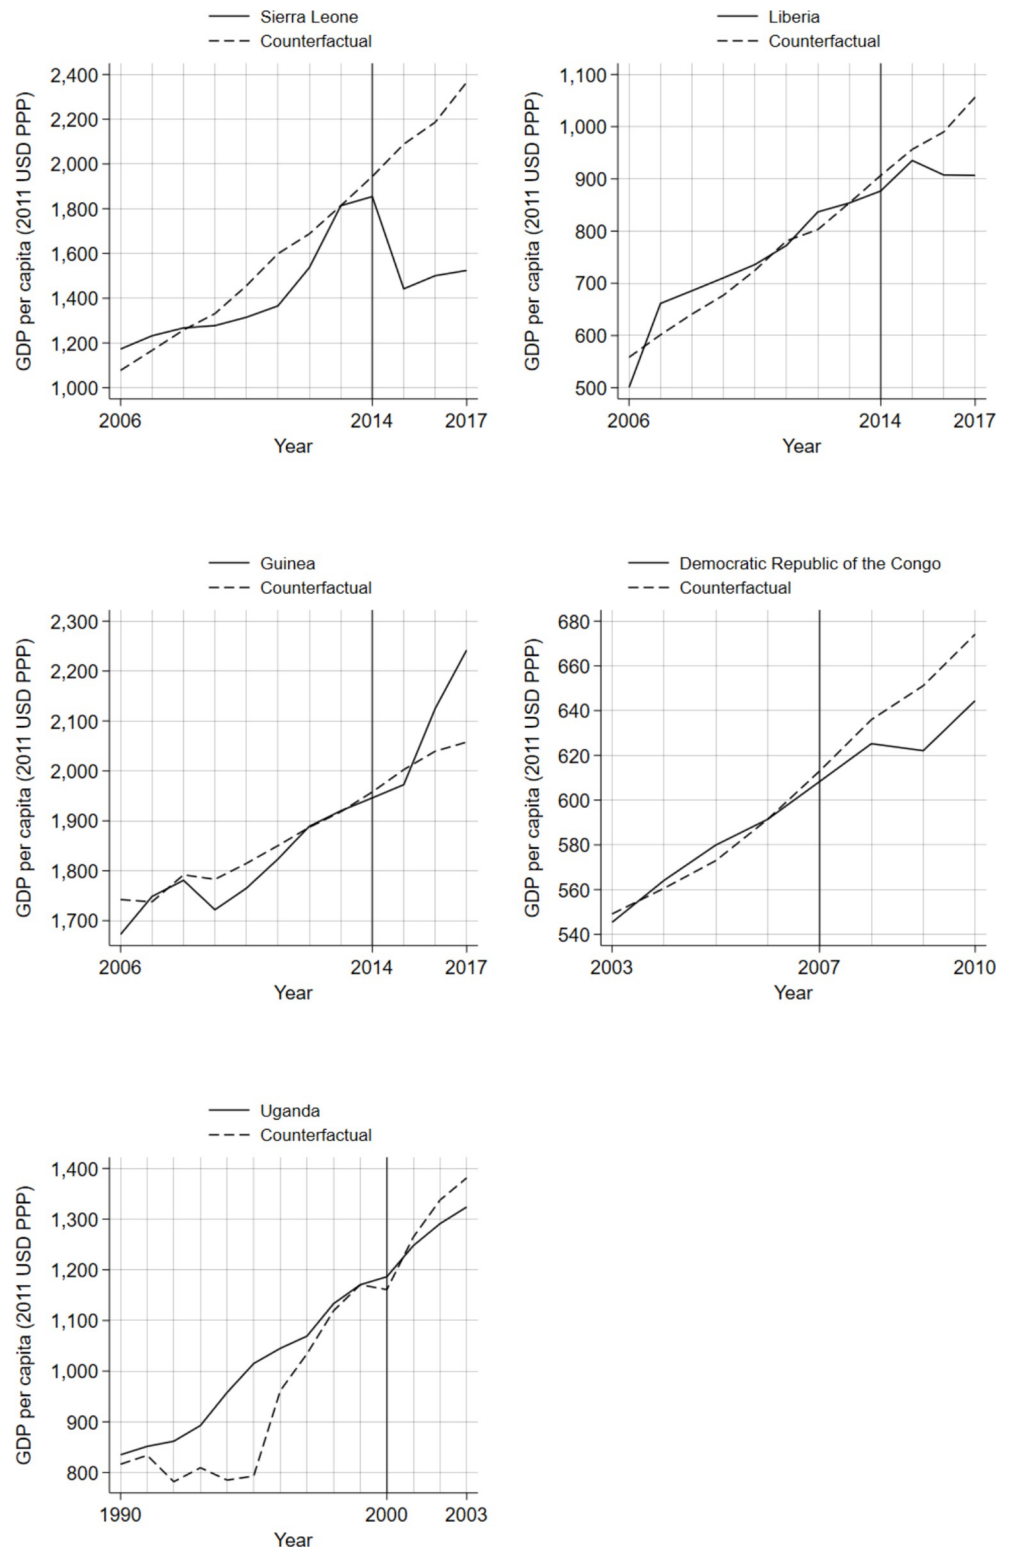 Sierra Leone
Counterfactual
GDP per capita (2011 USD PPP)
2,400
2,200
2,000
1,800
1,600
1,400
1,200
1,000
2006
2014
2017
Year
Liberia
Counterfactual
GDP per capita (2011 USD PPP)
1,100
1,000
900
800
700
600
500
2006
2014
2017
Year
Guinea
Counterfactual
GDP per capita (2011 USD PPP)
2,300
2,200
2,100
2,000
1,900
1,800
1,700
2006
2014
2017
Year
Democratic Republic of the Congo
Counterfactual
GDP per capita (2011 USD PPP)
680
660
640
620
600
580
560
540
2003
2007
2010
Year
Uganda
Counterfactual
GDP per capita (2011 USD PPP)
1,400
1,300
1,200
1,100
1,000
900
800
1990
2000
2003
Year